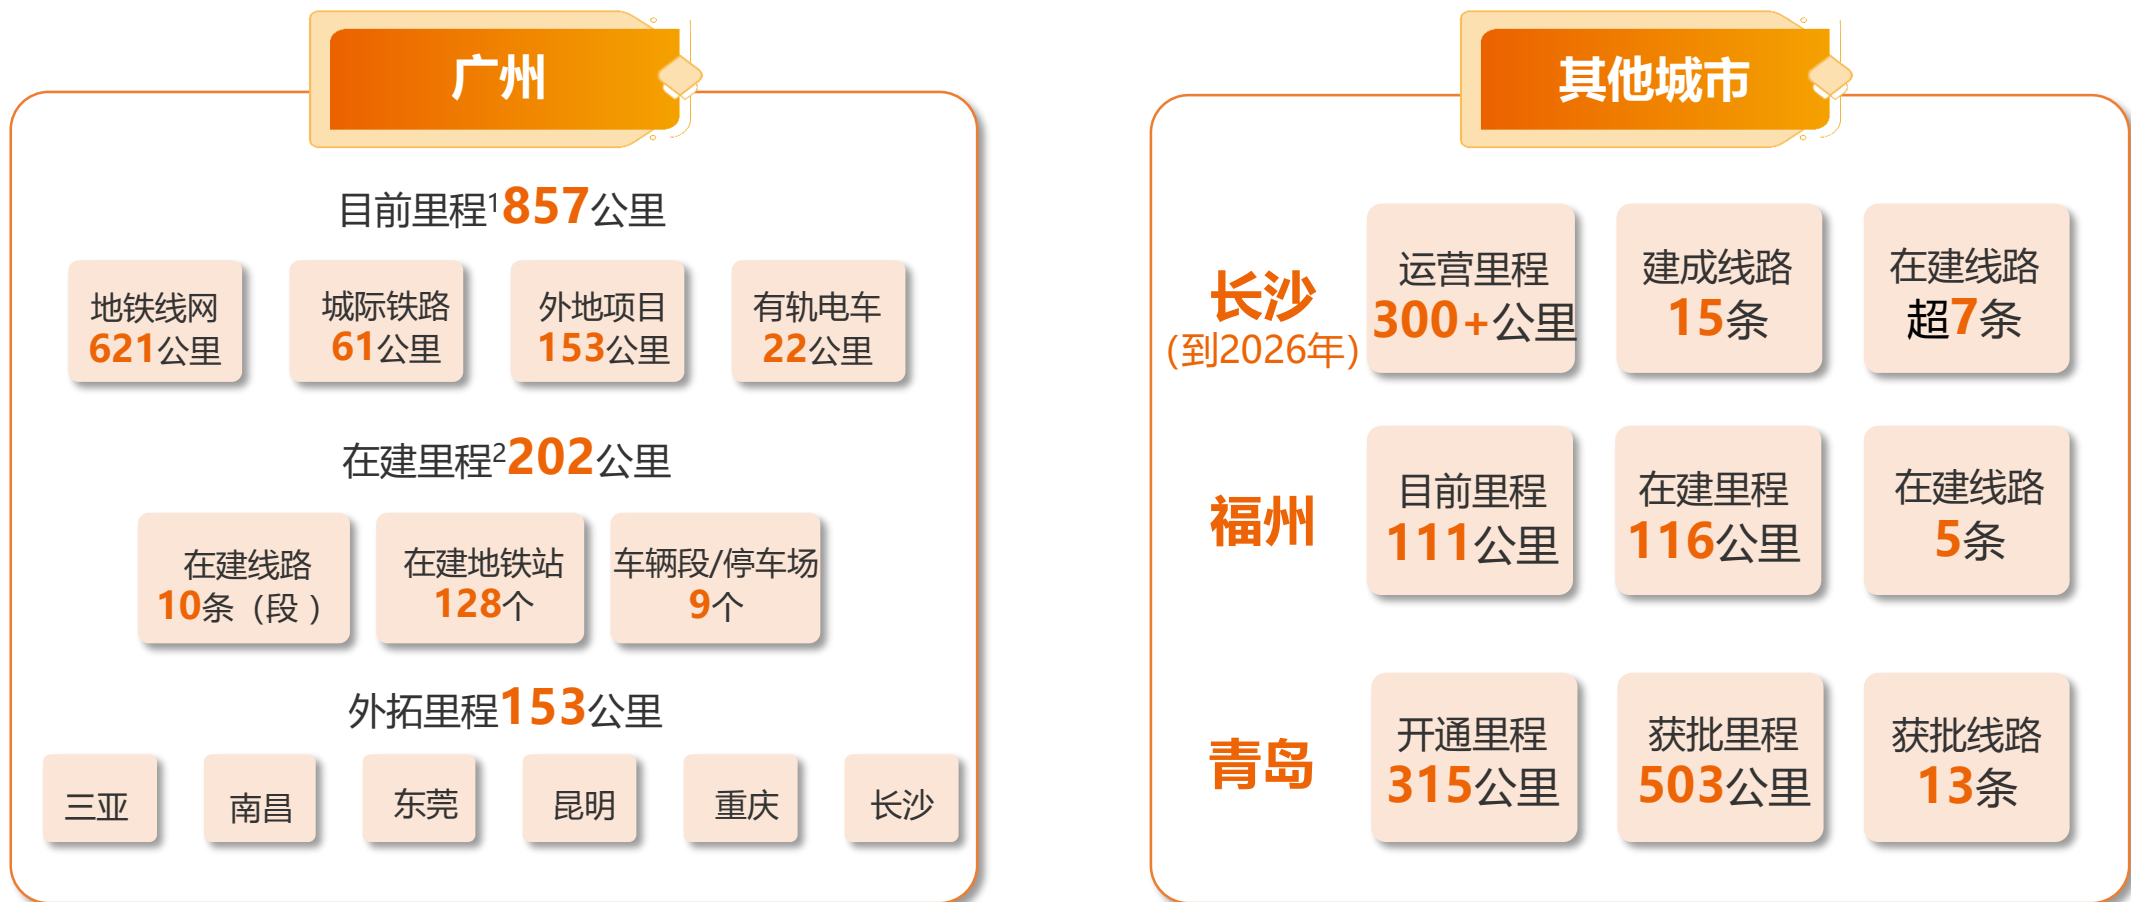 广州
目前里程¹857公里
地铁线网
621公里
城际铁路
61公里
外地项目
153公里
有轨电车
22公里
在建里程²202公里
在建线路
10条（段）
在建地铁站
128个
车辆段/停车场
9个
外拓里程153公里
三亚
南昌
东莞
昆明
重庆
长沙
其他城市
长沙
(到2026年)
运营里程
300+公里
建成线路
15条
在建线路
超7条
福州
目前里程
111公里
在建里程
116公里
在建线路
5条
青岛
开通里程
315公里
获批里程
503公里
获批线路
13条